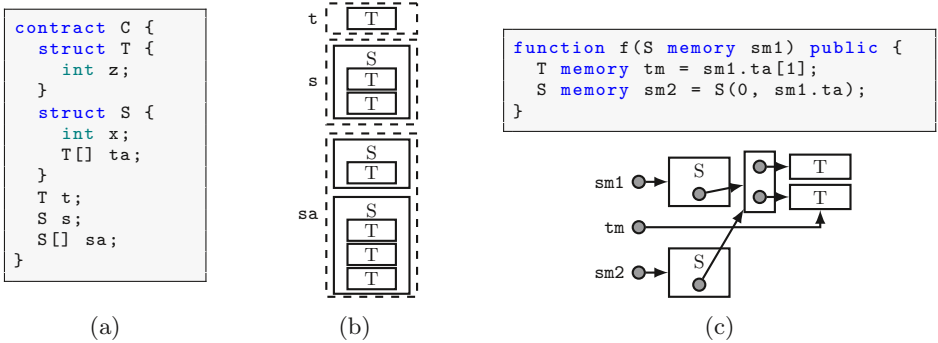 contract C {
struct T {
int z;
}
struct S {
int x;
T[] ta;
}
T t;
S s;
S[] sa;
}
(a)
t
T
s
S
T
T
sa
S
T
S
T
T
T
(b)
function f(S memory sm1) public {
T memory tm = sm1.ta[1];
S memory sm2 = S(0, sm1.ta);
}
sm1
S
T
T
tm
sm2
S
(c)